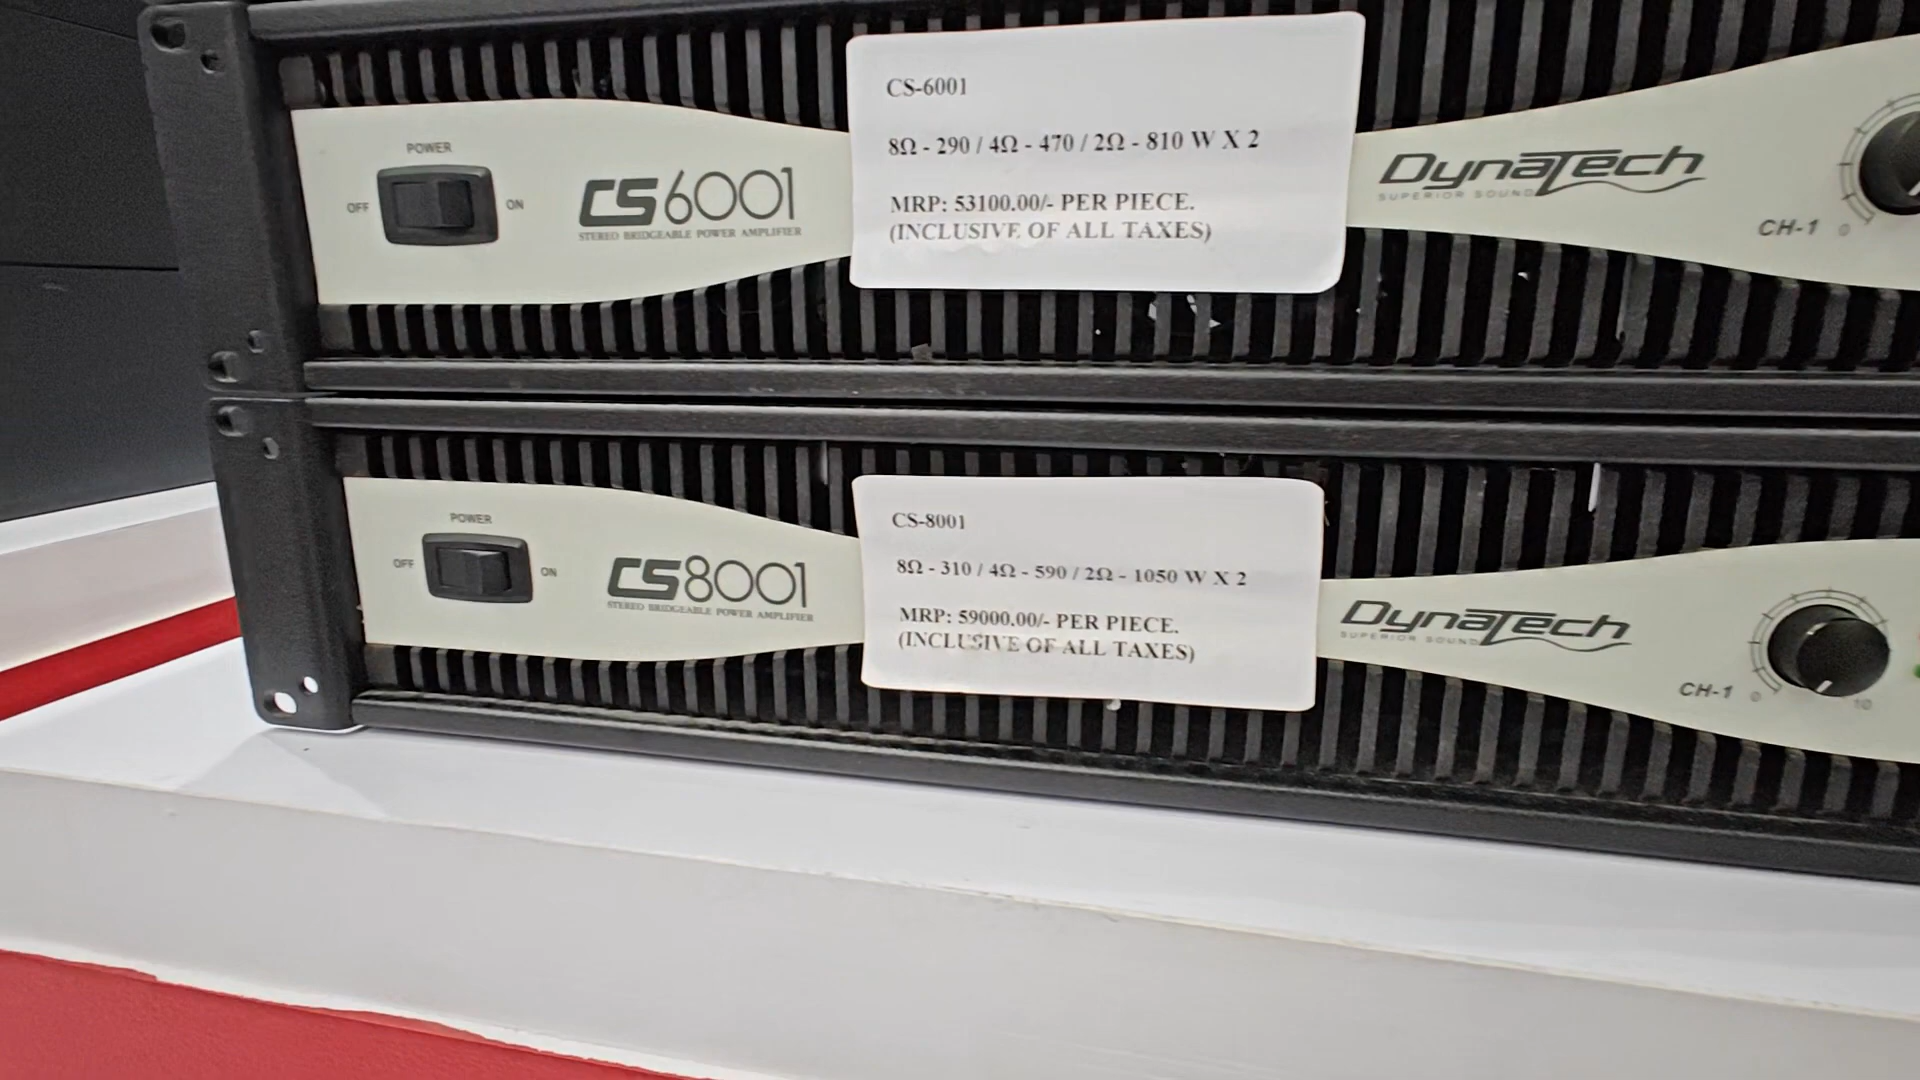 POWER
OFF
ON
CS6001
STEREO BRIDGEABLE POWER AMPLIFIER
CS-6001
8Ω - 290 / 4Ω - 470 / 2Ω - 810 W X 2
MRP: 53100.00/- PER PIECE.
(INCLUSIVE OF ALL TAXES)
DynaTech
SUPERIOR SOUND
CH-1
0
POWER
OFF
ON
CS8001
STEREO BRIDGEABLE POWER AMPLIFIER
CS-8001
8Ω - 310 / 4Ω - 590 / 2Ω - 1050 W X 2
MRP: 59000.00/- PER PIECE.
(INCLUSIVE OF ALL TAXES)
DynaTech
SUPERIOR SOUND
CH-1
0
10